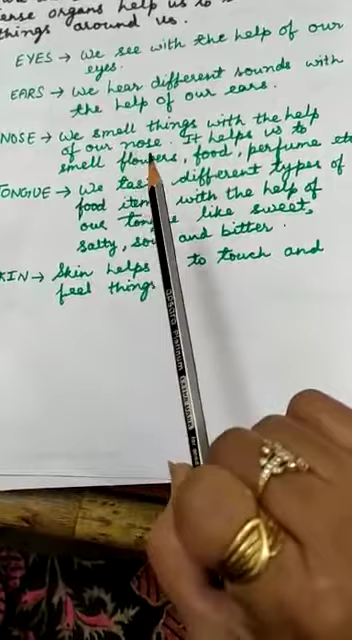 sense organs help us to
things around us.
EYES → We see with the help of our
eyes.
EARS → We hear different sounds with
the help of our ears.
NOSE → We smell things with the help
of our nose. It helps us to
smell flowers, food, perfume etc
TONGUE → We taste different types of
food items with the help of
our tongue like sweet,
salty, sour and bitter.
SKIN → Skin helps to touch and
feel things
apsara Platinum